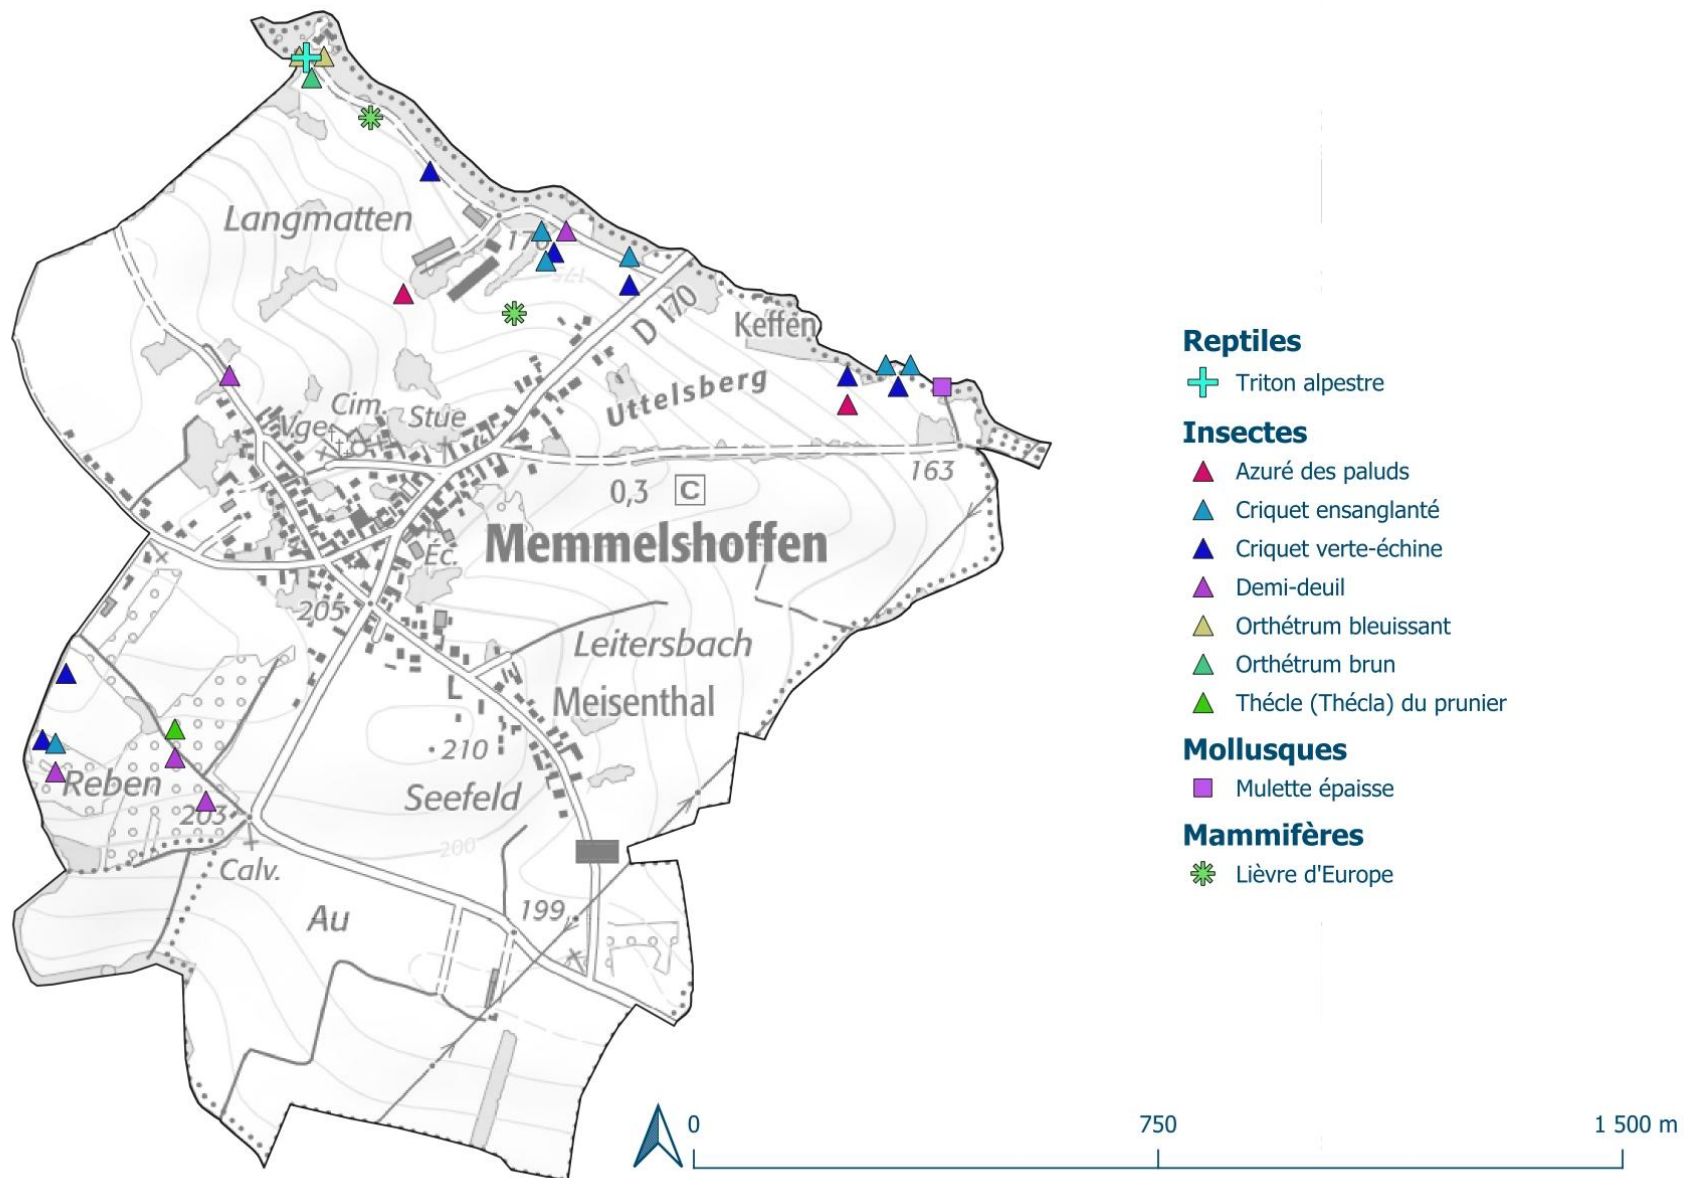 Langmatten
170
175
D 170
Keffen
Uttelsberg
Cim.
Stue
Vge
163
0,3 C
Memmelshoffen
Éc.
205
Leitersbach
L
Meisenthal
210
Reben
Seefeld
203
200
Calv.
199
Au
Reptiles
Triton alpestre
Insectes
Azuré des paluds
Criquet ensanglanté
Criquet verte-échine
Demi-deuil
Orthétrum bleuissant
Orthétrum brun
Thécle (Thécla) du prunier
Mollusques
Mulette épaisse
Mammifères
Lièvre d'Europe
0 750 1 500 m